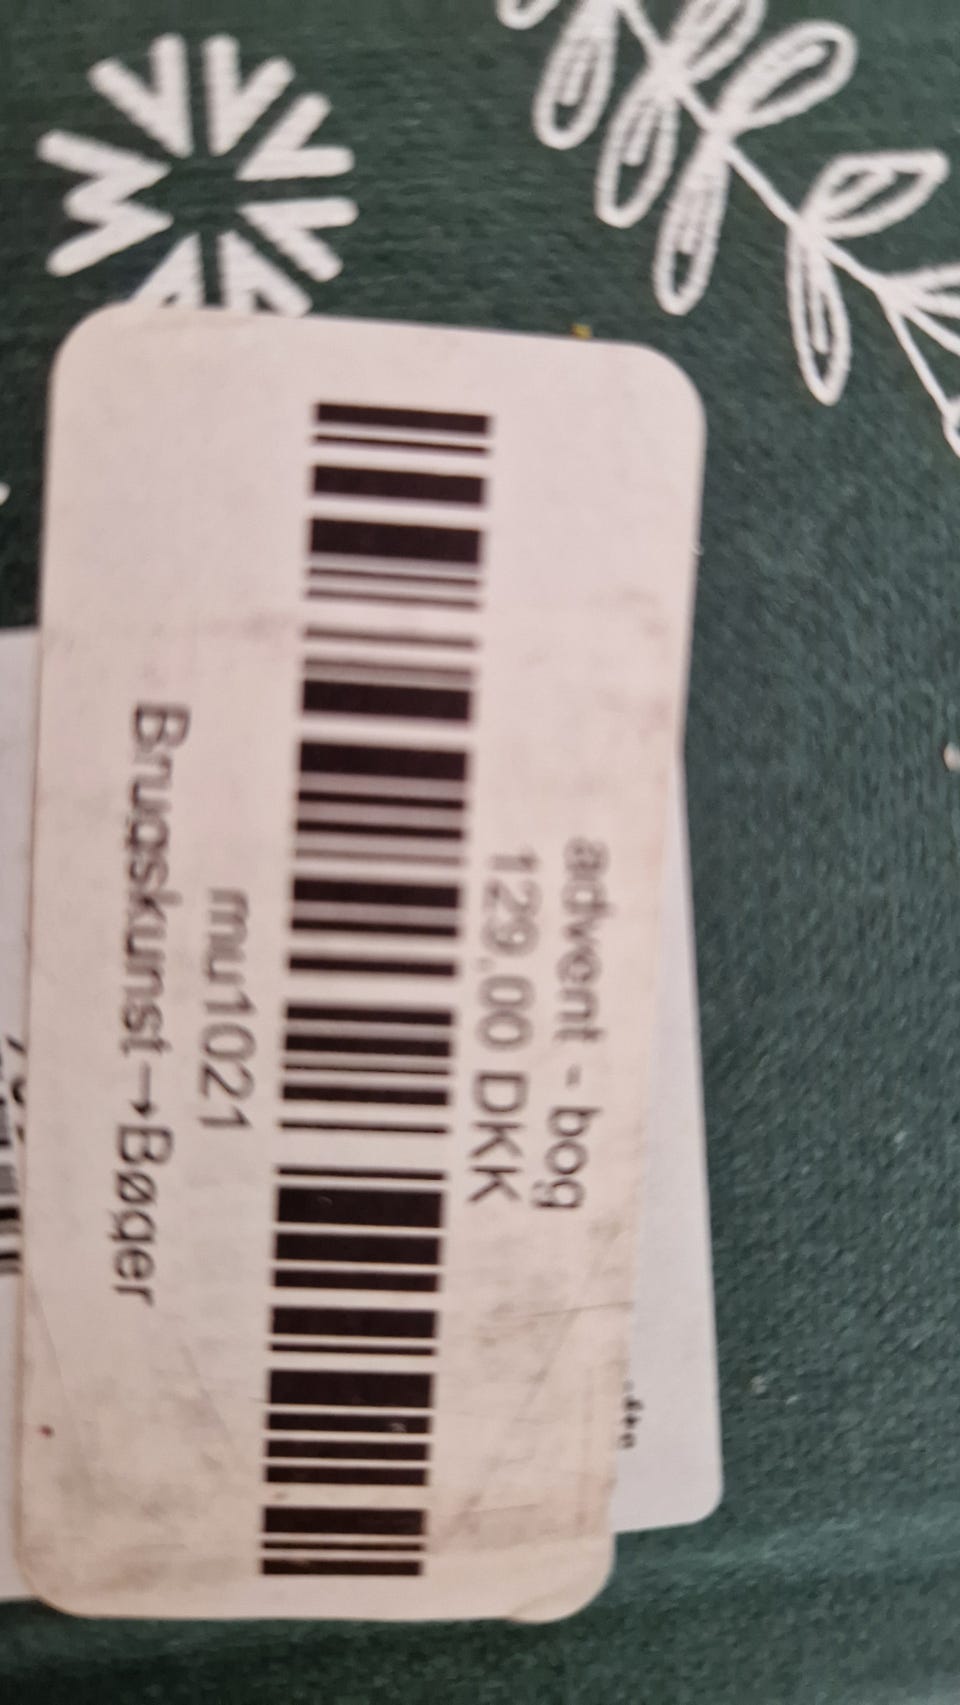 advent - bog
129,00 DKK
mu1021
Brugskunst→Bøger